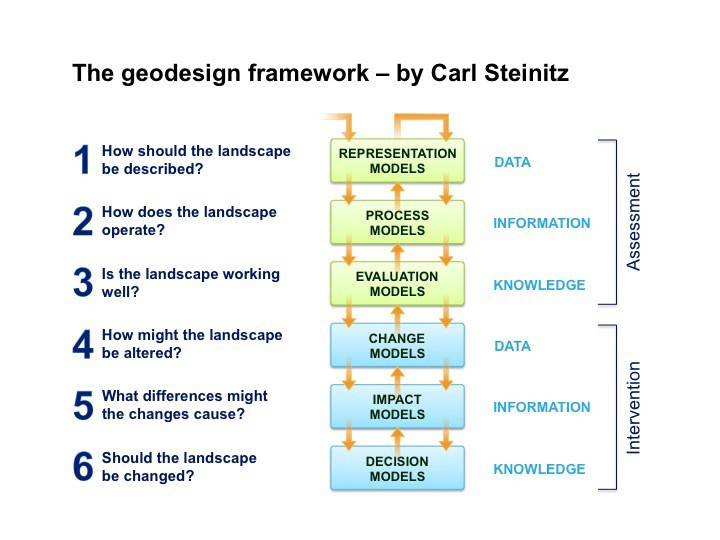 The geodesign framework – by Carl Steinitz
1 How should the landscape
be described?
REPRESENTATION
MODELS
DATA
2 How does the landscape
operate?
PROCESS
MODELS
INFORMATION
3 Is the landscape working
well?
EVALUATION
MODELS
KNOWLEDGE
Assessment
4 How might the landscape
be altered?
CHANGE
MODELS
DATA
5 What differences might
the changes cause?
IMPACT
MODELS
INFORMATION
6 Should the landscape
be changed?
DECISION
MODELS
KNOWLEDGE
Intervention